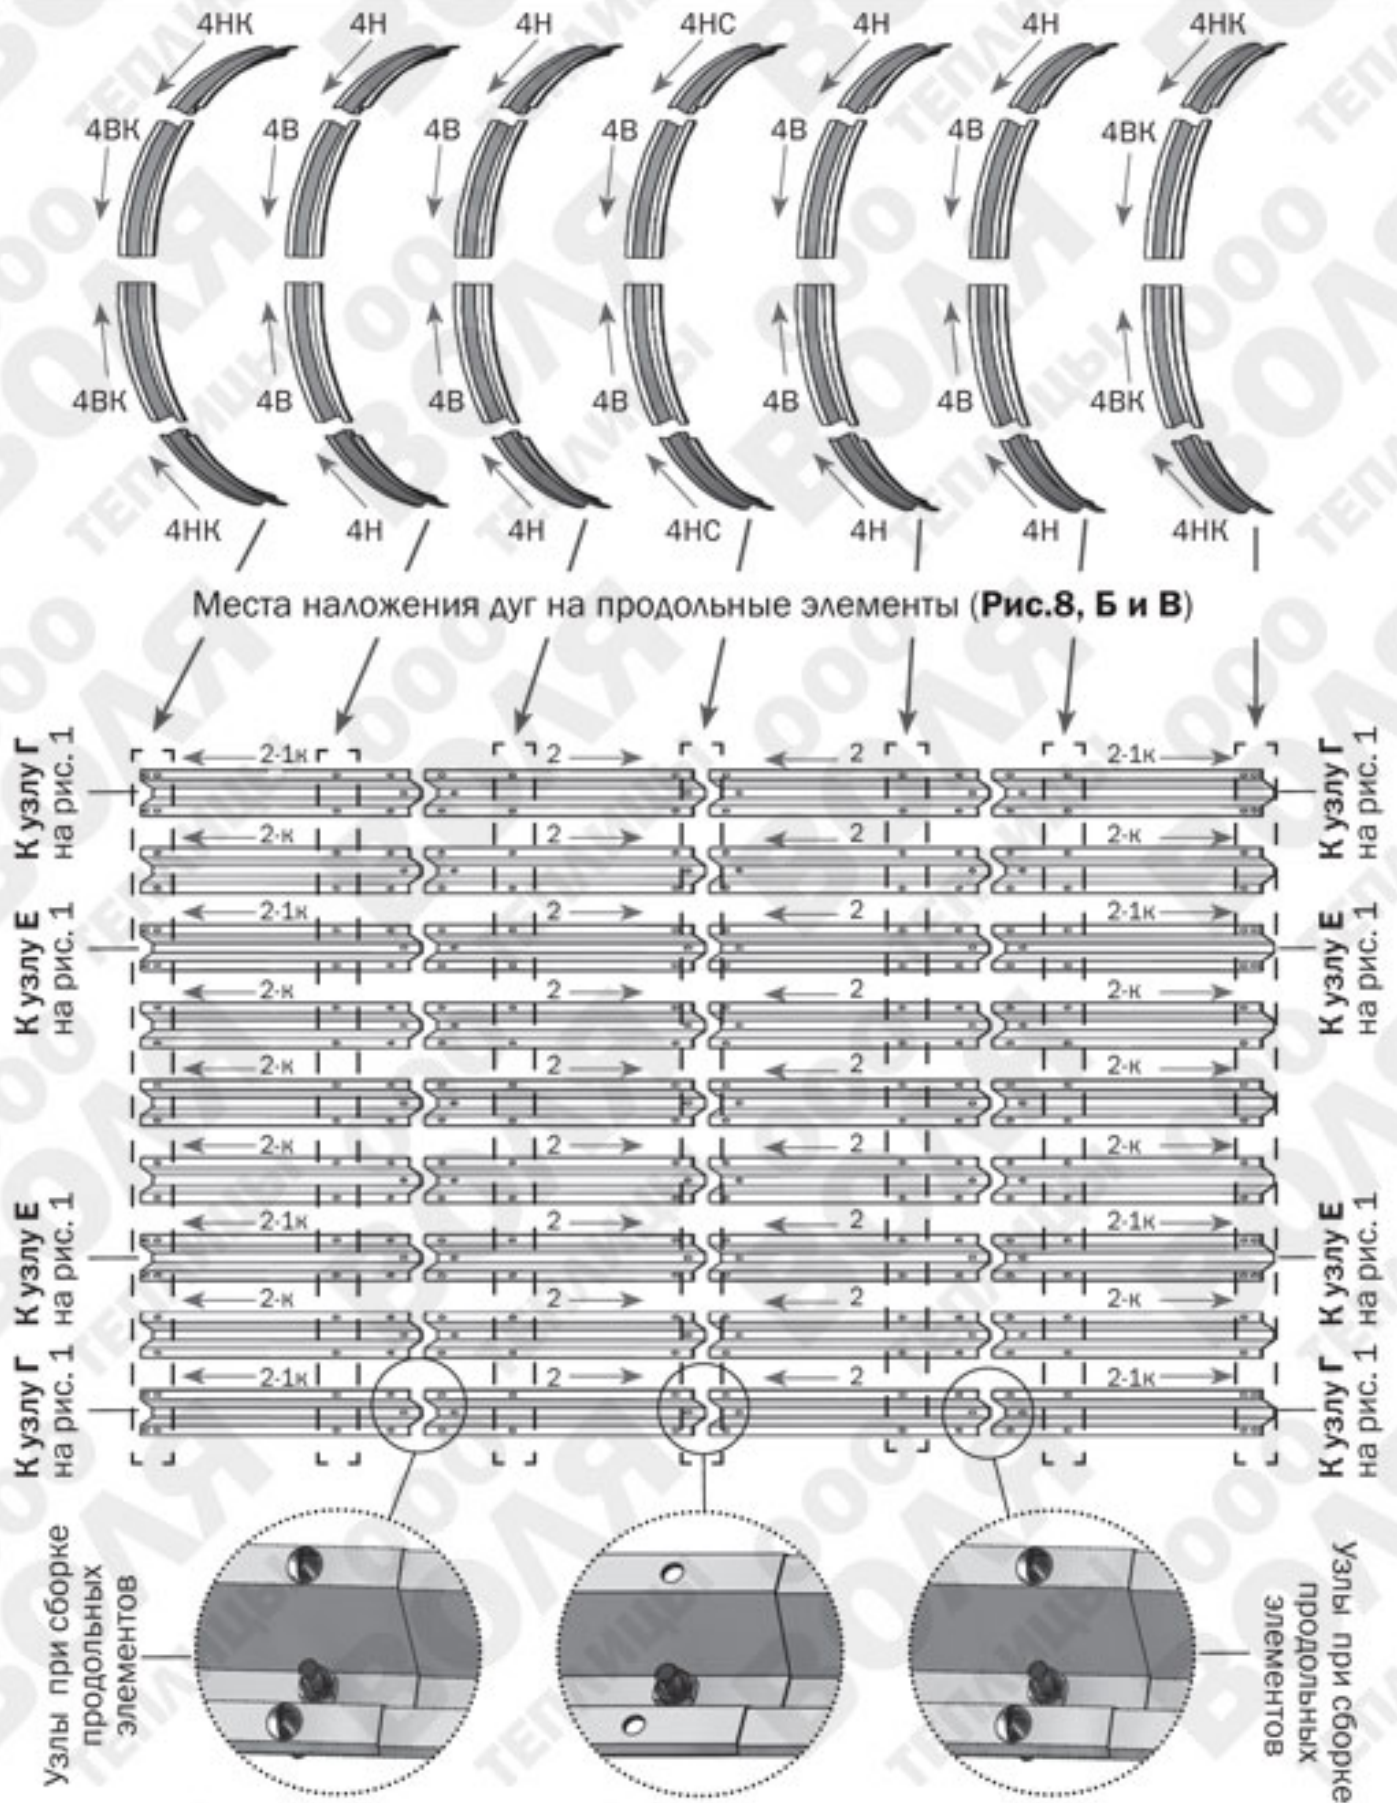 4НК 4Н 4Н 4НС 4Н 4Н 4НК
4ВК 4В 4В 4В 4В 4В 4ВК
4ВК 4В 4В 4В 4В 4В 4ВК
4НК 4Н 4Н 4НС 4Н 4Н 4НК
Места наложения дуг на продольные элементы (Рис.8, Б и В)
К узлу Г
на рис. 1
К узлу Е
на рис. 1
К узлу Е
на рис. 1
К узлу Г
на рис. 1
2-1к 2 2 2-1к
2-к 2 2 2-к
2-1к 2 2 2-1к
2-к 2 2 2-к
2-к 2 2 2-к
2-к 2 2 2-к
2-1к 2 2 2-1к
2-к 2 2 2-к
2-1к 2 2 2-1к
К узлу Г
на рис. 1
К узлу Е
на рис. 1
К узлу Е
на рис. 1
К узлу Г
на рис. 1
Узлы при сборке
продольных
элементов
Узлы при сборке
продольных
элементов
ООО
ВОЛЯ
ТЕПЛИЦЫ